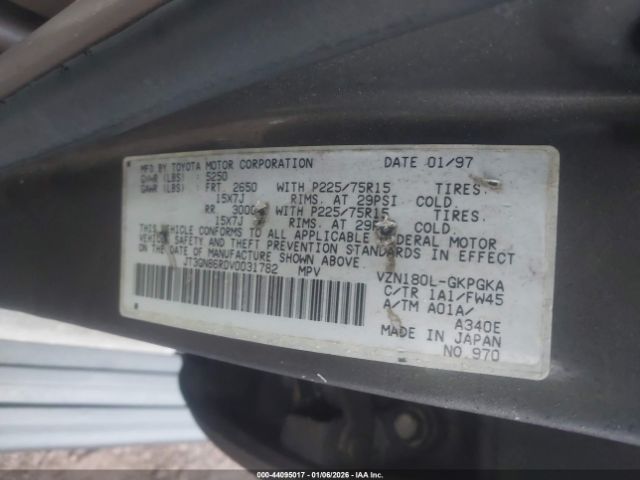 MFD BY TOYOTA MOTOR CORPORATION DATE 01/97
GVWR (LBS) : 5250
GAWR (LBS) : FRT. 2650 WITH P225/75R15 TIRES.
15X7J RIMS. AT 29PSI COLD.
RR 3000 WITH P225/75R15 TIRES.
15X7J RIMS. AT 29 COLD.
THIS VEHICLE CONFORMS TO ALL APPLICABLE FEDERAL MOTOR
VEHICLE SAFETY AND THEFT PREVENTION STANDARDS IN EFFECT
ON THE DATE OF MANUFACTURE SHOWN ABOVE.
JT3GN86RDV0031782 MPV VZN180L-GKPGKA
C/TR 1A1/FW45
A/TM A01A/
A340E
MADE IN JAPAN
NO.970
000-44095017 | 01/06/2026 - IAA, Inc.